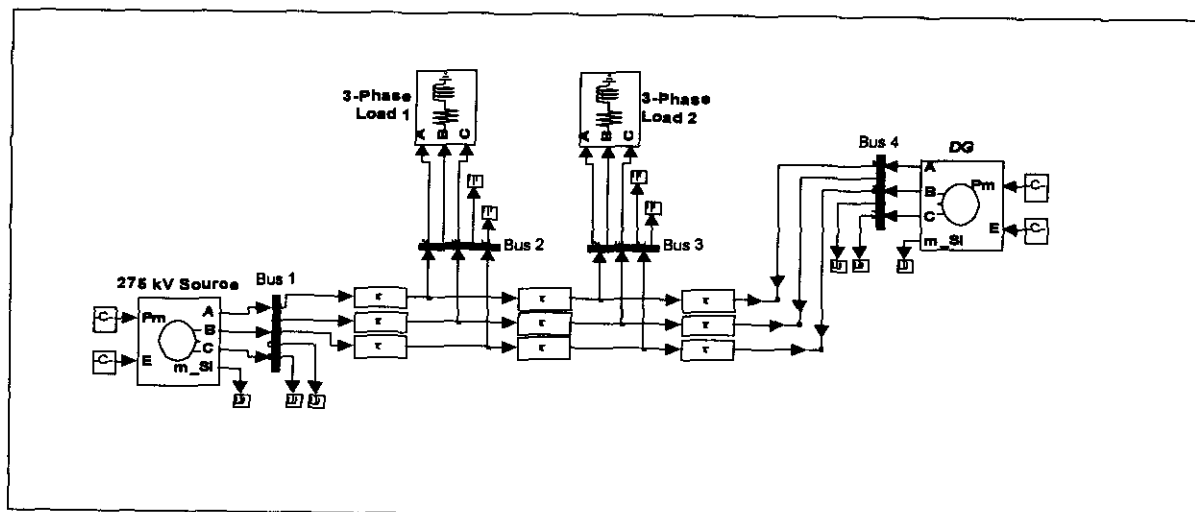 3-Phase
Load 1
A B C
3-Phase
Load 2
A B C
Bus 4
DG
A
B
C
m_SI
Pm
E
-C-
-C-
Bus 2
Bus 3
275 kV Source
Bus 1
-C-
-C-
Pm
E
A
B
C
m_SI
τ
τ
τ
τ
τ
τ
τ
τ
τ